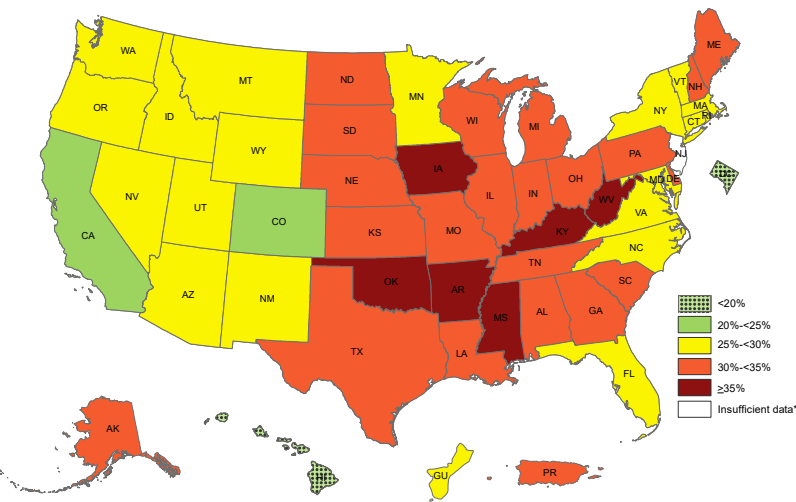 ME
WA
MT
ND
MN
VT
NH
WI
NY
MA
RI
CT
OR
ID
SD
MI
WY
PA
NJ
IA
NE
OH
MD
DE
NV
UT
IL
IN
WV
CO
CA
KS
MO
KY
VA
NC
TN
OK
AR
SC
AZ
NM
MS
AL
GA
TX
LA
FL
AK
GU
PR
<20%
20%-<25%
25%-<30%
30%-<35%
≥35%
Insufficient data*